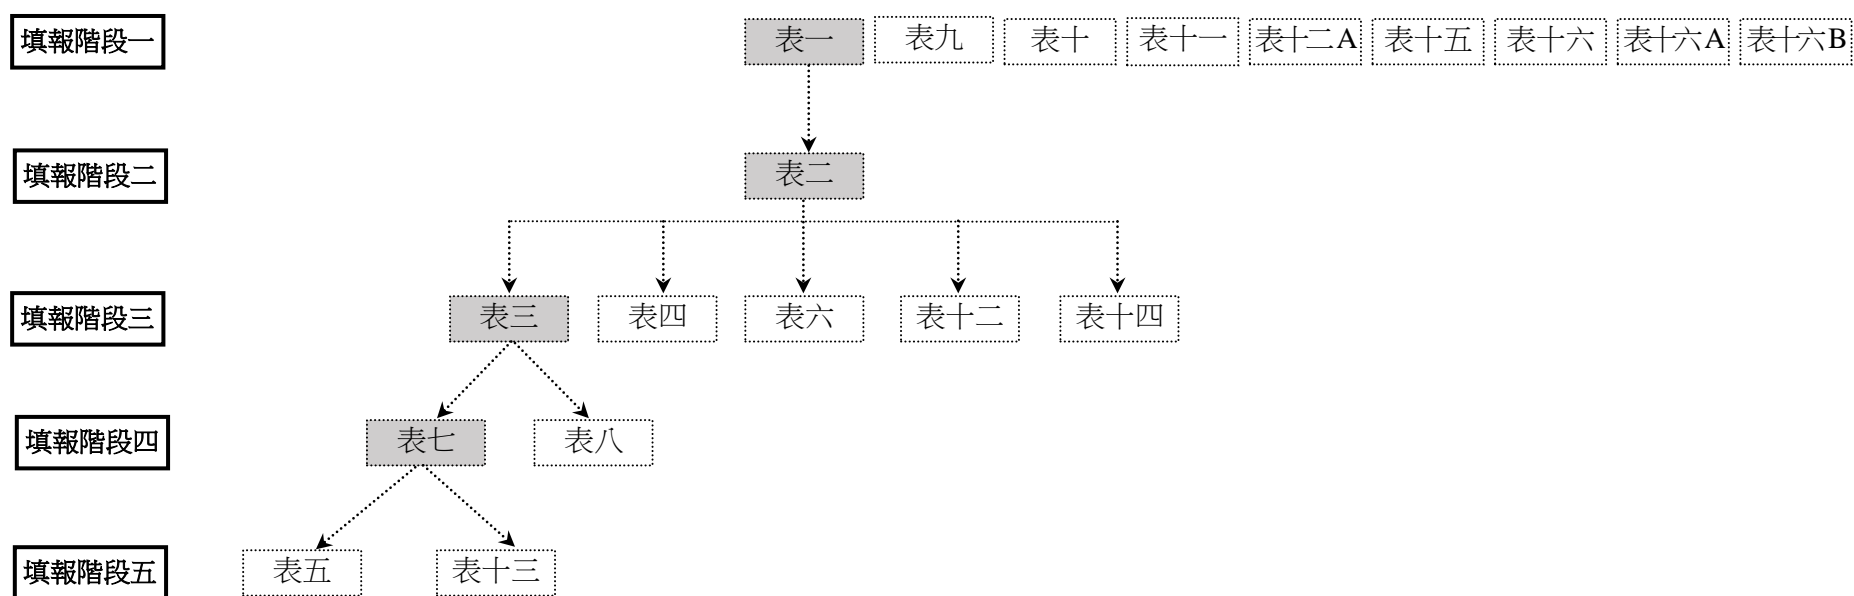 填報階段一 表一 表九 表十 表十一 表十二A 表十五 表十六 表十六A 表十六B
填報階段二 表二
填報階段三 表三 表四 表六 表十二 表十四
填報階段四 表七 表八
填報階段五 表五 表十三